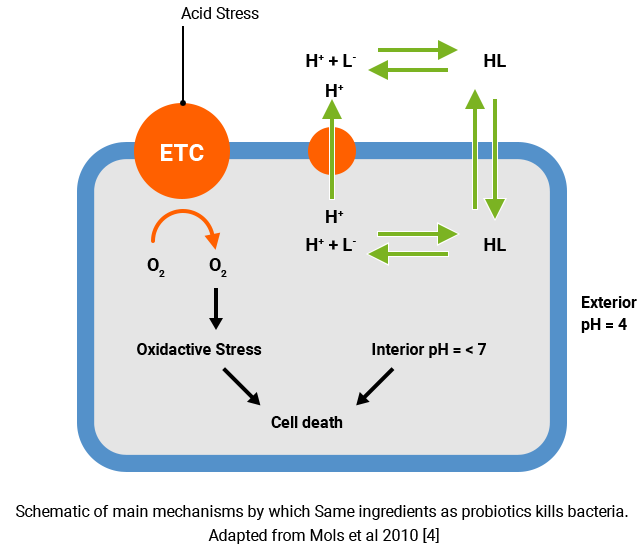 Acid Stress
H⁺ + L⁻
HL
H⁺
ETC
H⁺
H⁺ + L⁻
HL
O₂
O₂
Exterior
pH = 4
Oxidactive Stress
Interior pH = < 7
Cell death
Schematic of main mechanisms by which Same ingredients as probiotics kills bacteria.
Adapted from Mols et al 2010 [4]